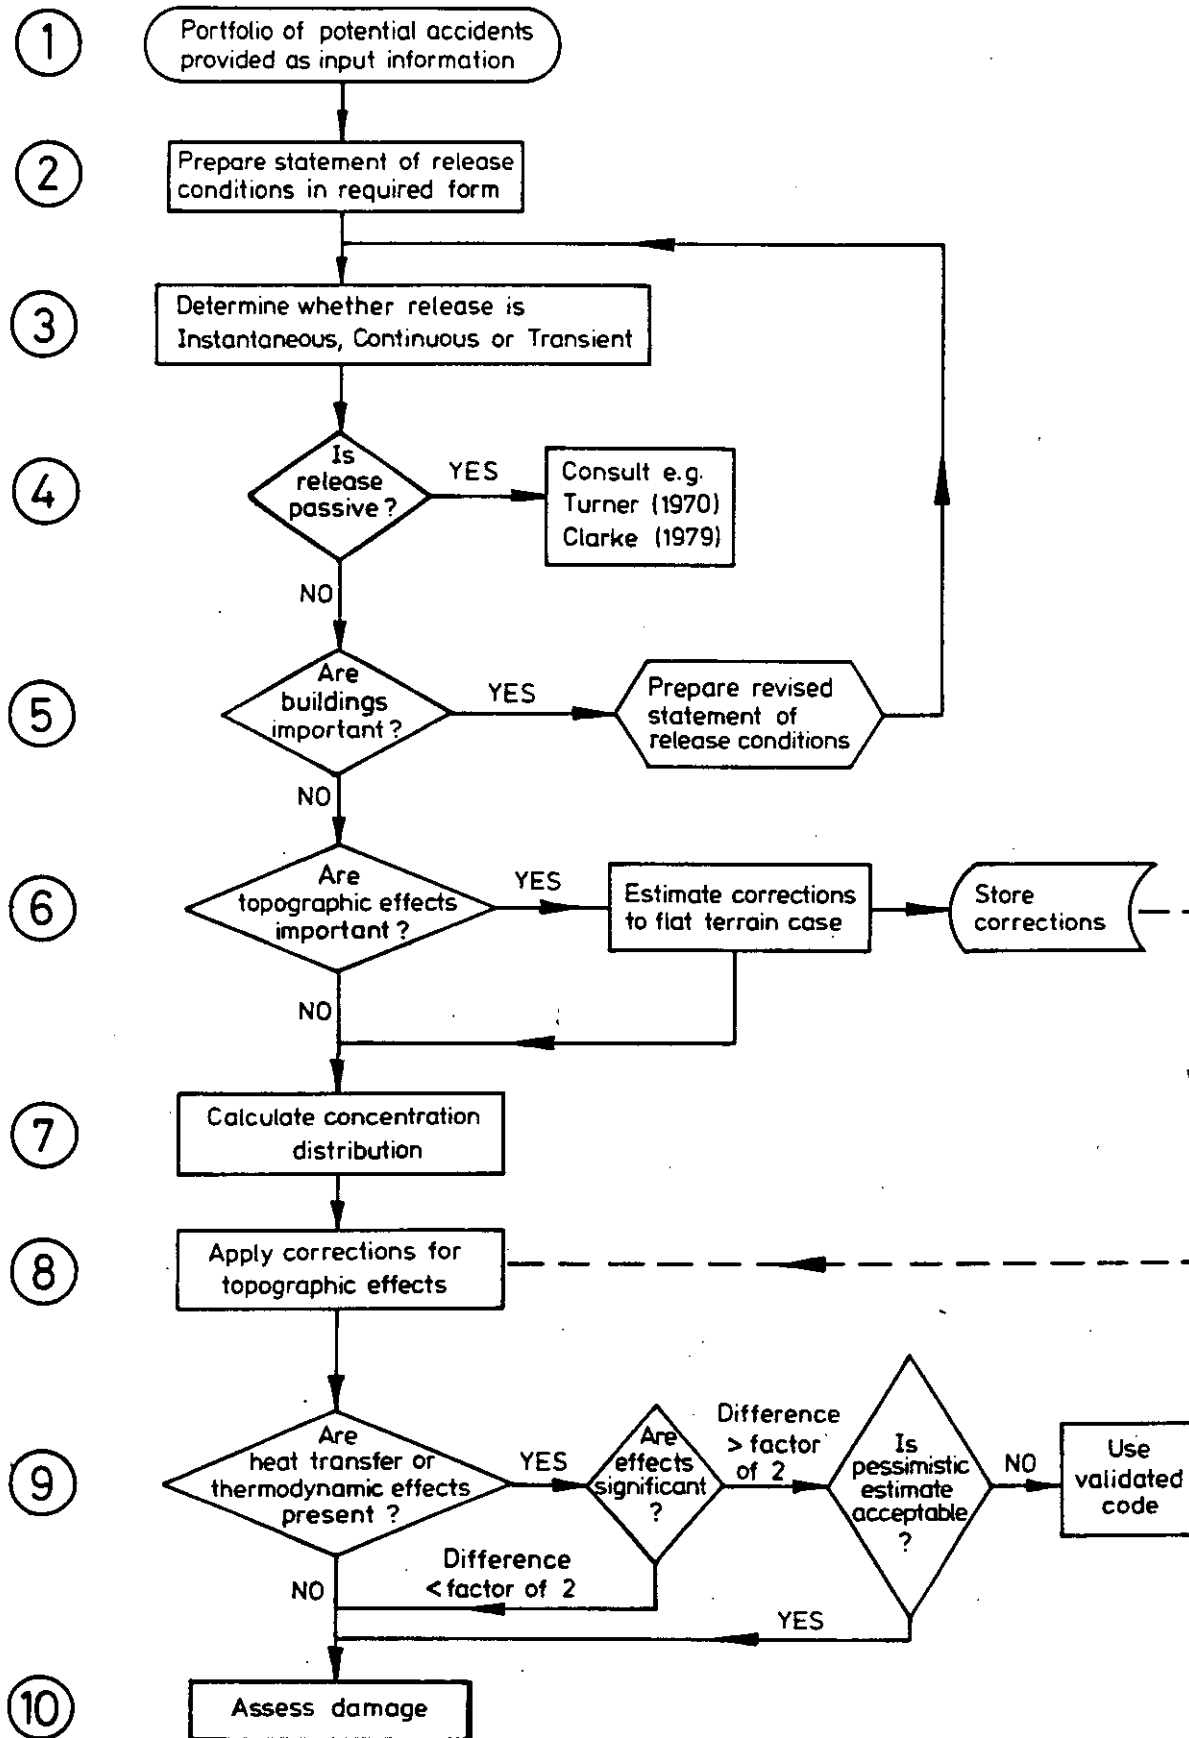 1
Portfolio of potential accidents
provided as input information
2
Prepare statement of release
conditions in required form
3
Determine whether release is
Instantaneous, Continuous or Transient
4
Is
release
passive?
YES
Consult e.g.
Turner (1970)
Clarke (1979)
NO
5
Are
buildings
important?
YES
Prepare revised
statement of
release conditions
NO
6
Are
topographic effects
important?
YES
Estimate corrections
to flat terrain case
Store
corrections
NO
7
Calculate concentration
distribution
8
Apply corrections for
topographic effects
9
Are
heat transfer or
thermodynamic effects
present?
YES
Are
effects
significant
?
Difference
> factor
of 2
Is
pessimistic
estimate
acceptable
?
NO
Use
validated
code
NO
Difference
< factor of 2
YES
10
Assess damage